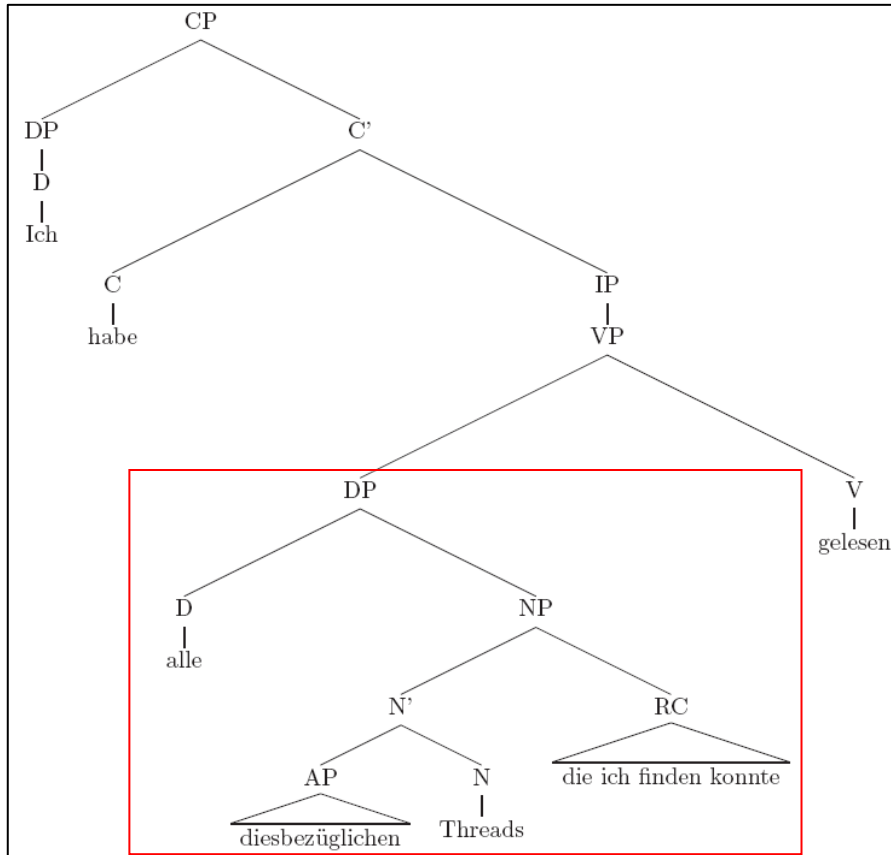 CP
DP C'
D
Ich
C IP
habe VP
DP V
gelesen
D NP
alle
N' RC
die ich finden konnte
AP N
diesbezüglichen Threads